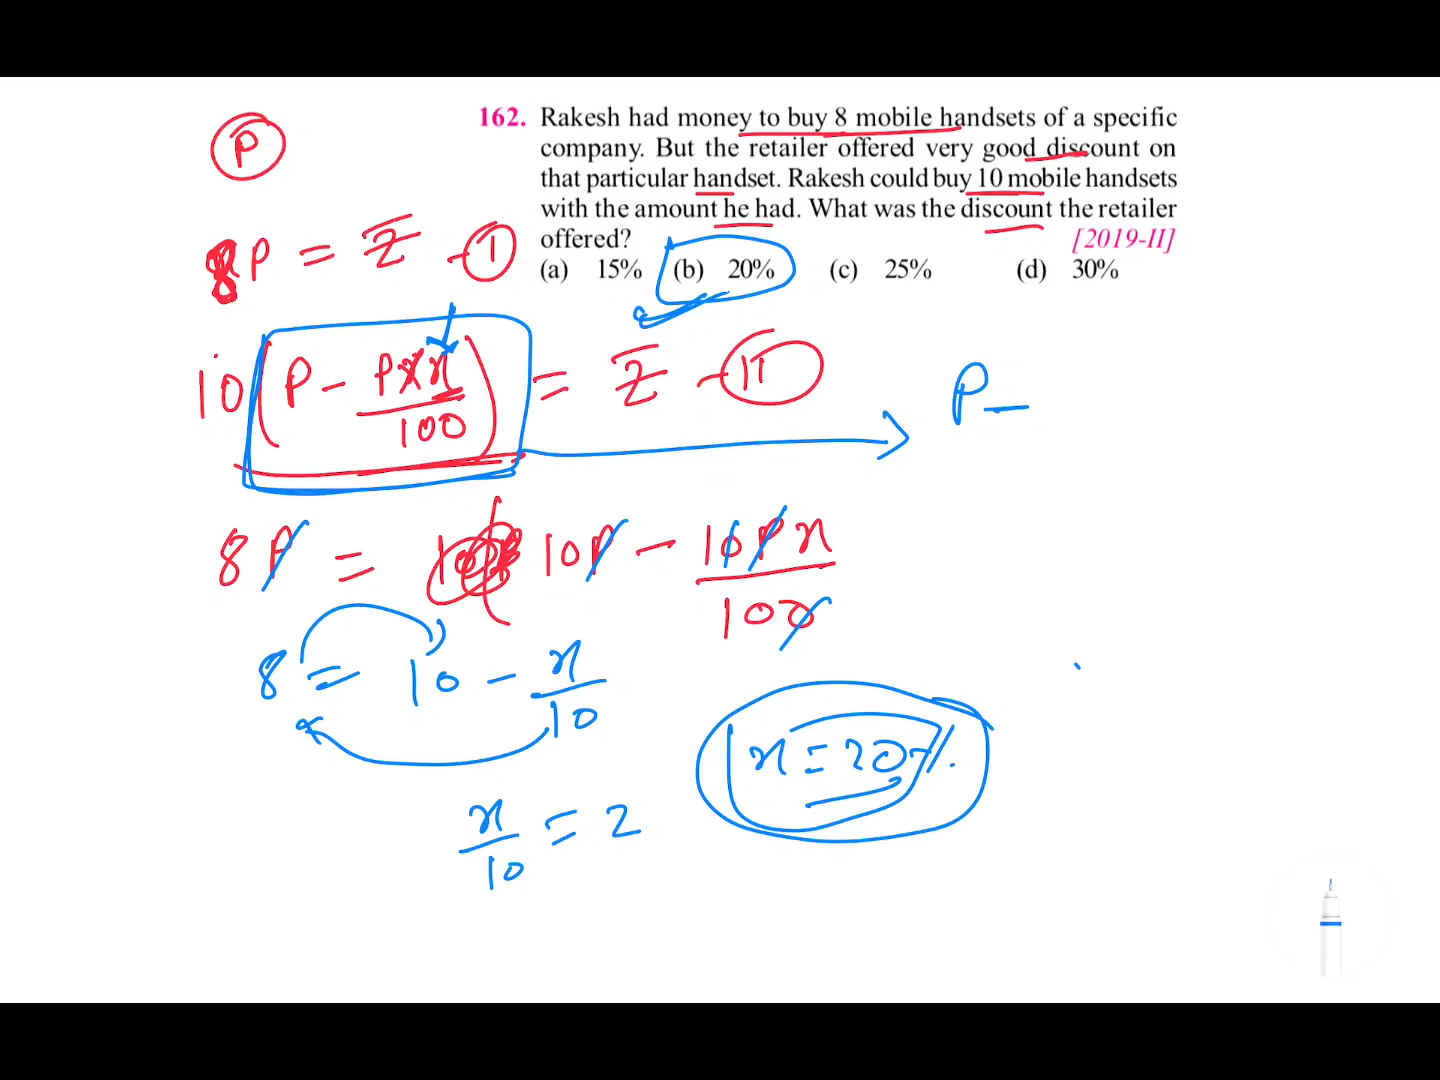 P
162. Rakesh had money to buy 8 mobile handsets of a specific
company. But the retailer offered very good discount on
that particular handset. Rakesh could buy 10 mobile handsets
with the amount he had. What was the discount the retailer
offered? [2019-II]
(a) 15% (b) 20% (c) 25% (d) 30%
8P = Z - I
10(P - P×x/100) = Z - II
P -
8P = 10P - 10Px/100
8 = 10 - x/10
x = 20%
x/10 = 2